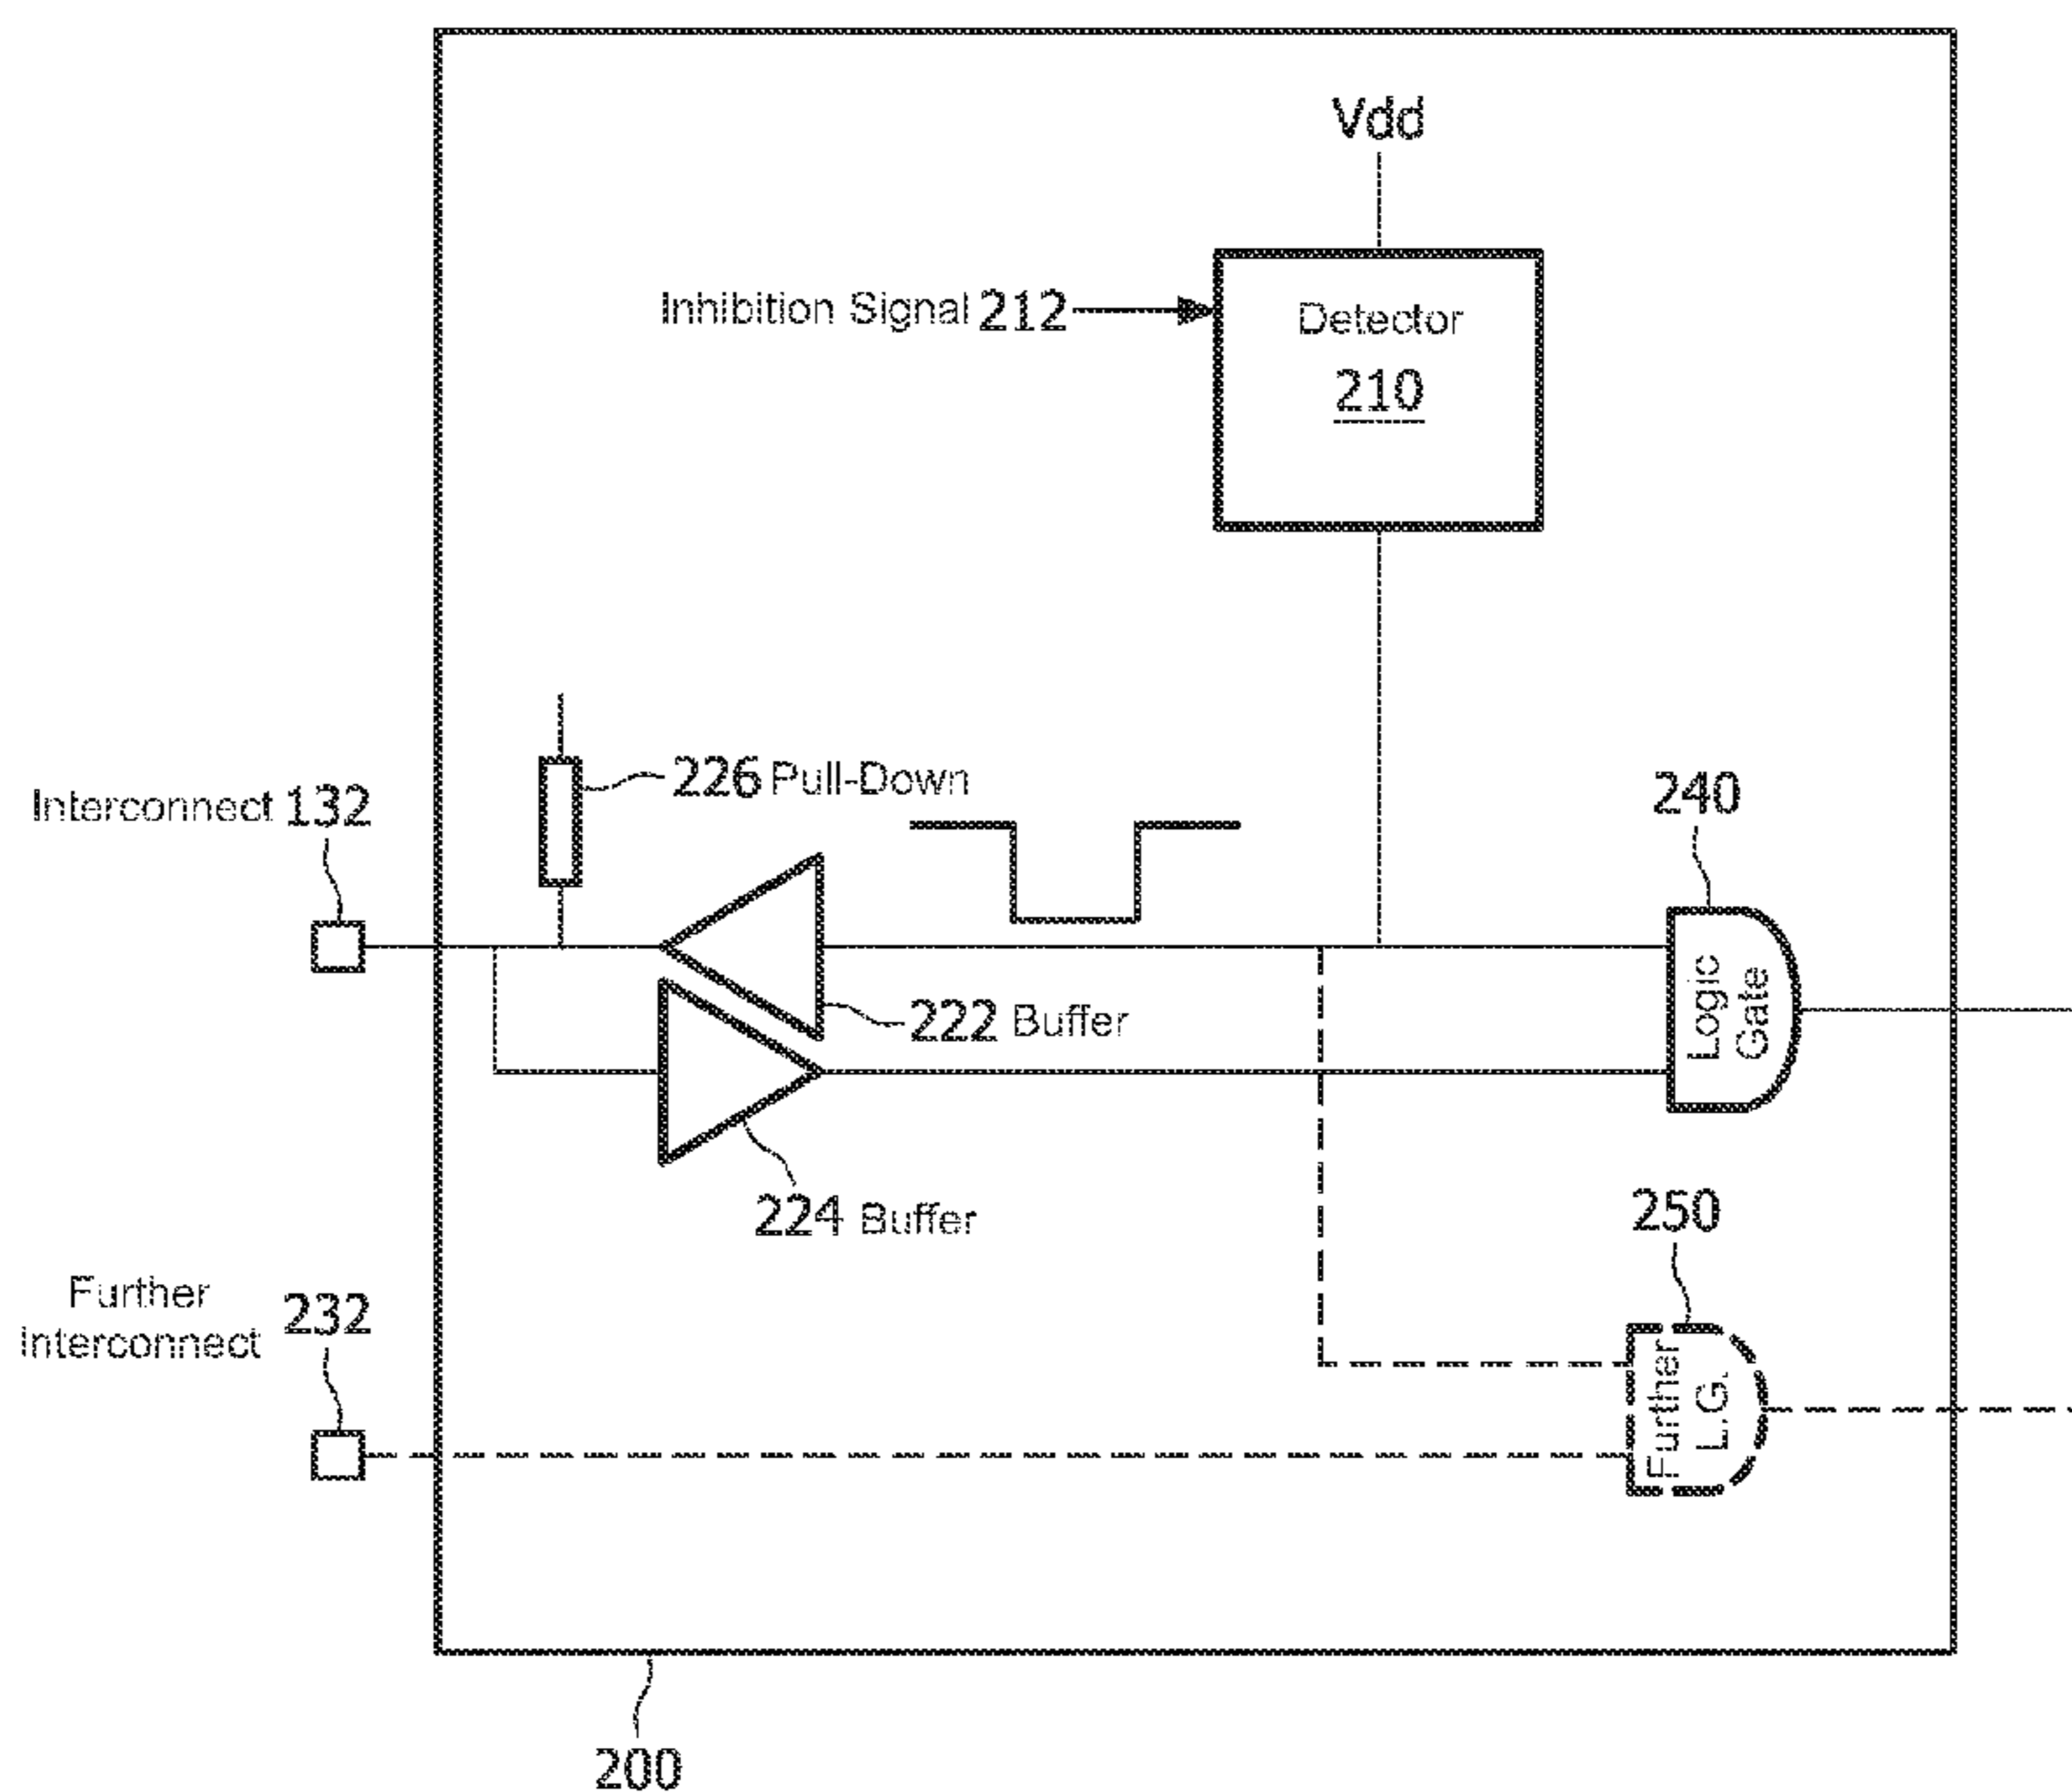 Vdd
Inhibition Signal 212
Detector
210
226 Pull-Down
Interconnect 132
240
Logic
Gate
222 Buffer
224 Buffer
250
Further
Interconnect 232
Further
L.G.
200